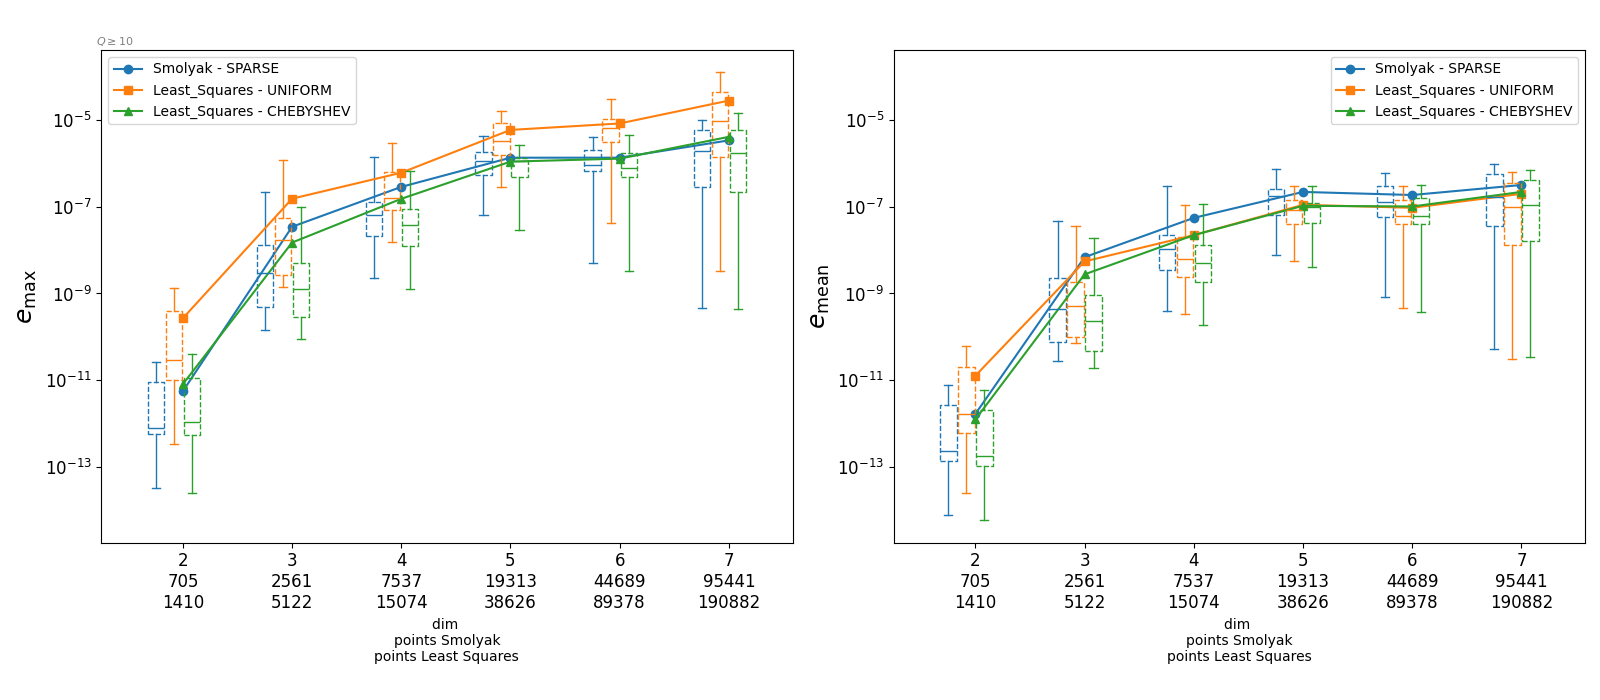 Q ≥ 10
Smolyak - SPARSE
Least_Squares - UNIFORM
Least_Squares - CHEBYSHEV
10⁻⁵
10⁻⁷
10⁻⁹
10⁻¹¹
10⁻¹³
e_max
2 3 4 5 6 7
705 2561 7537 19313 44689 95441
1410 5122 15074 38626 89378 190882
dim
points Smolyak
points Least Squares
Smolyak - SPARSE
Least_Squares - UNIFORM
Least_Squares - CHEBYSHEV
10⁻⁵
10⁻⁷
10⁻⁹
10⁻¹¹
10⁻¹³
e_mean
2 3 4 5 6 7
705 2561 7537 19313 44689 95441
1410 5122 15074 38626 89378 190882
dim
points Smolyak
points Least Squares